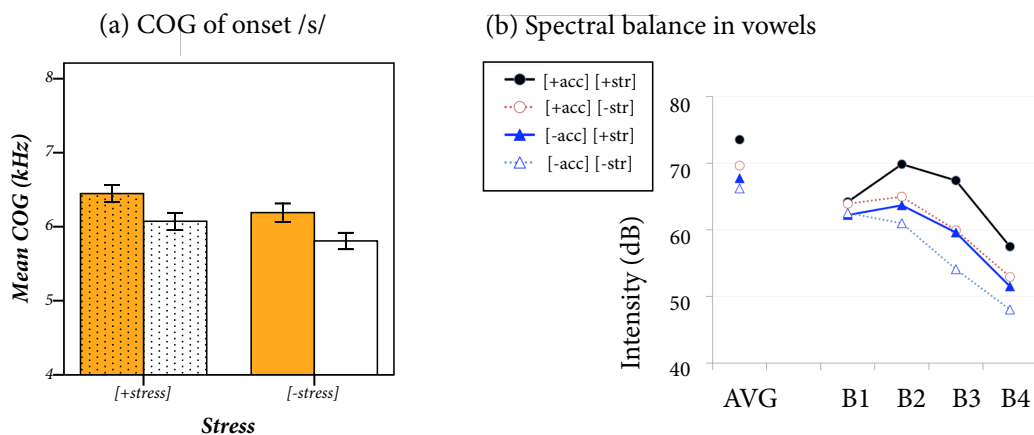 (a) COG of onset /s/
Mean COG (kHz)
8
7
6
5
4
[+stress]
[-stress]
Stress
(b) Spectral balance in vowels
[+acc] [+str]
[+acc] [-str]
[-acc] [+str]
[-acc] [-str]
Intensity (dB)
80
70
60
50
40
AVG B1 B2 B3 B4